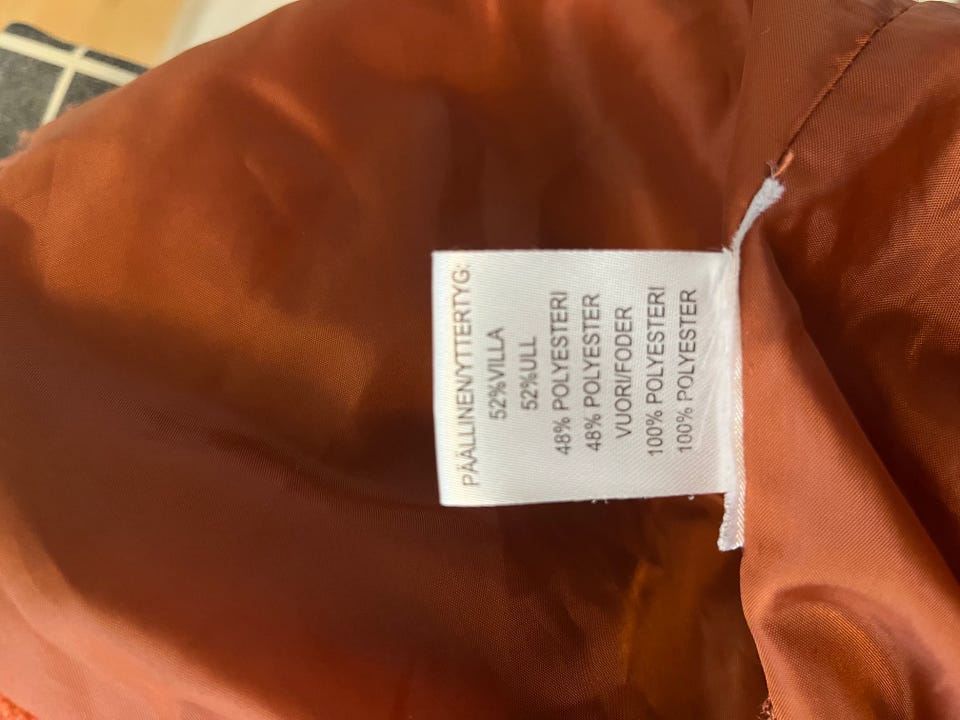 PÄÄLLINEN/YTTERTYG:
52%VILLA
52%ULL
48% POLYESTERI
48% POLYESTER
VUORI/FODER
100% POLYESTERI
100% POLYESTER